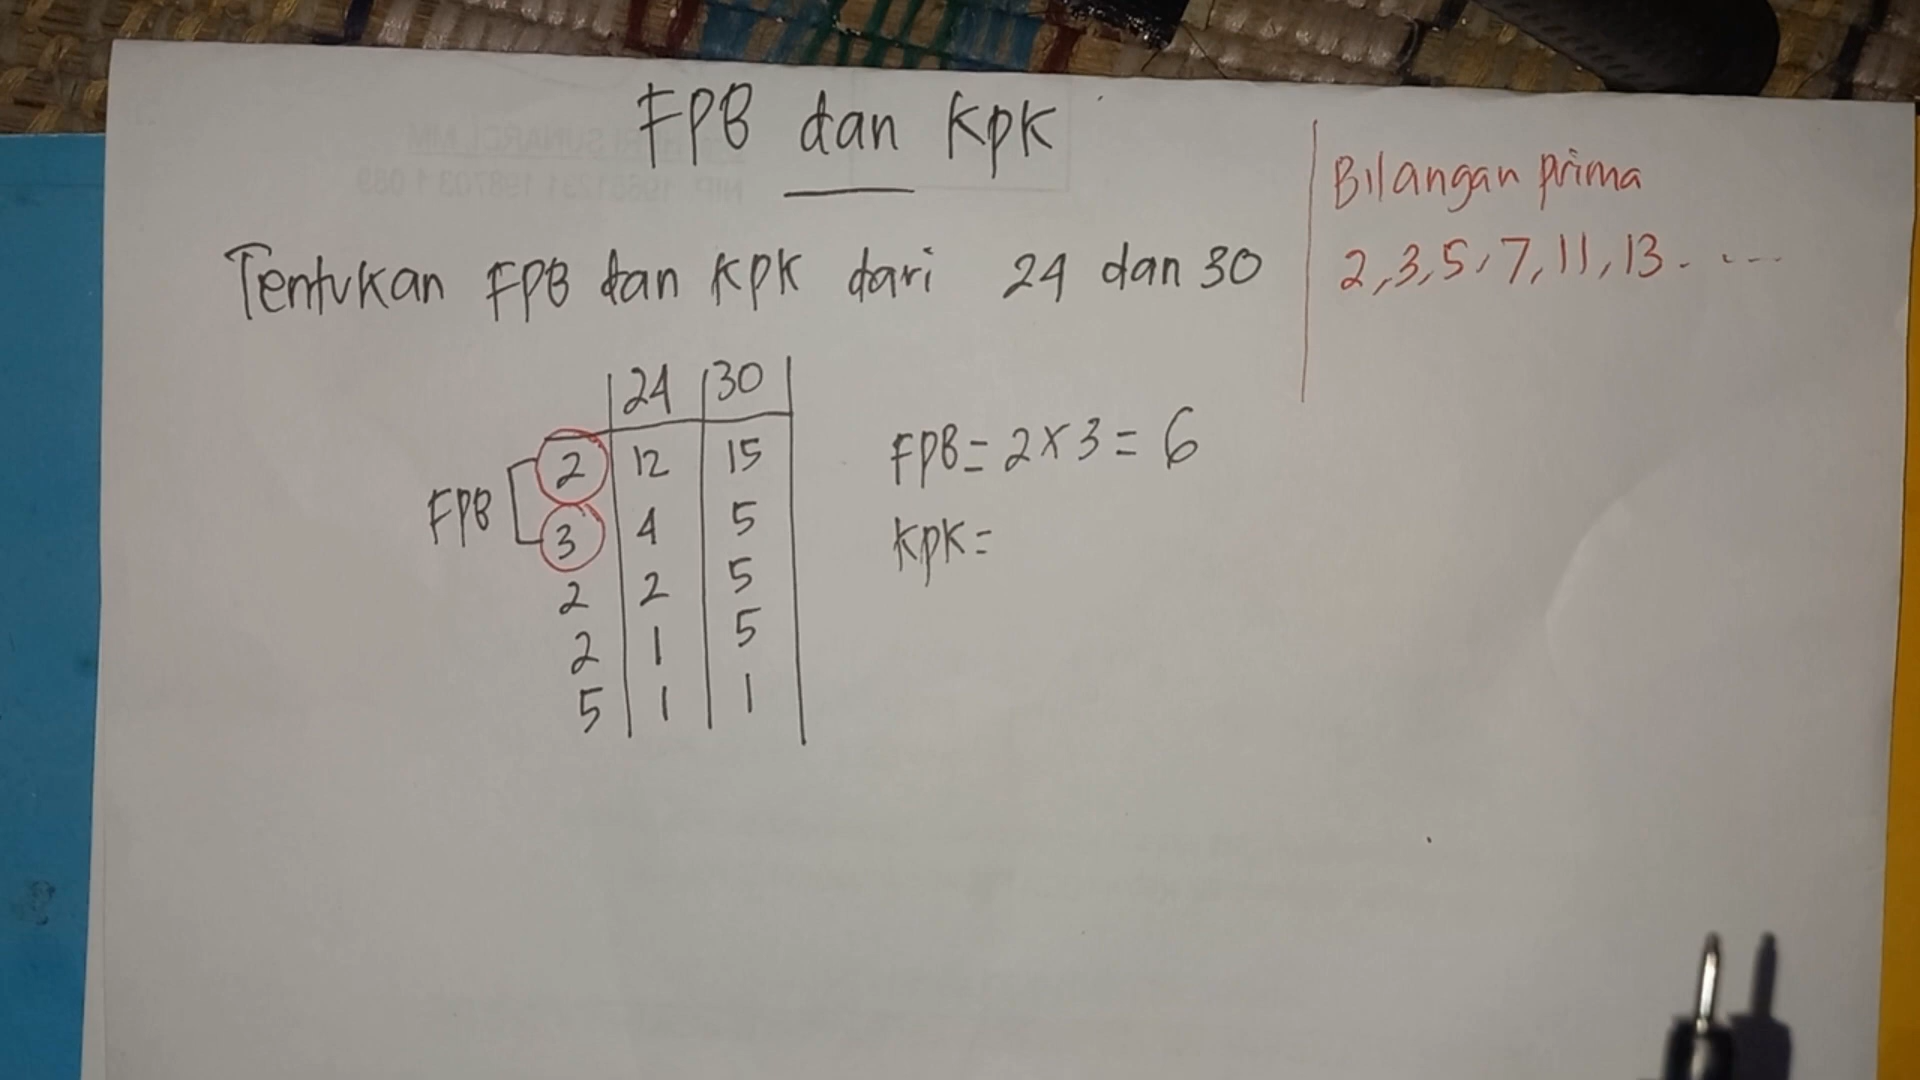 FPB dan KPK
Bilangan prima
2, 3, 5, 7, 11, 13. . ...
Tentukan FPB dan KPK dari 24 dan 30
24 30
2 12 15
FPB
3 4 5
2 2 5
2 1 5
5 1 1
FPB = 2 x 3 = 6
KPK =